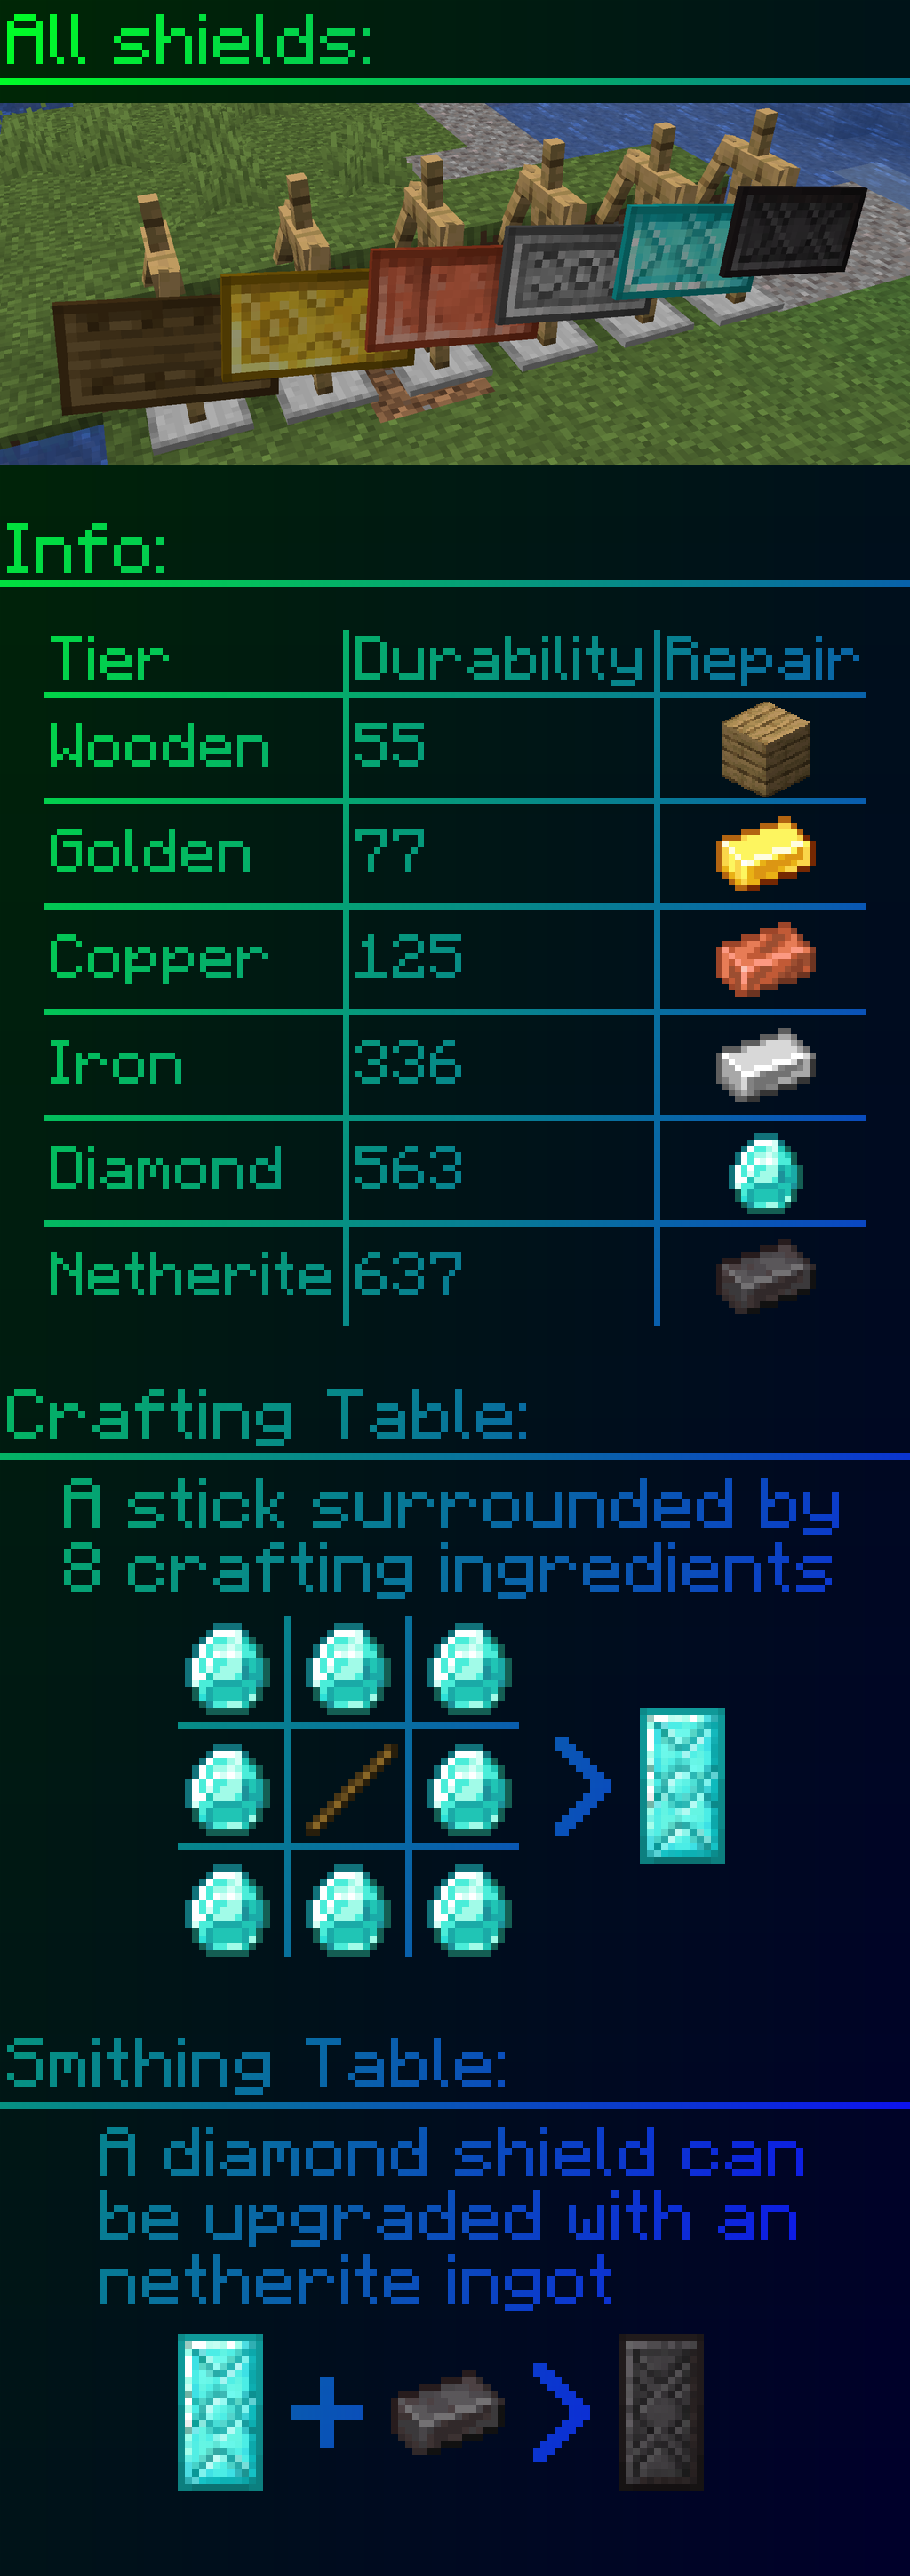 All shields:
Info:
Tier Durability Repair
Wooden 55
Golden 77
Copper 125
Iron 336
Diamond 563
Netherite 637
Crafting Table:
A stick surrounded by
8 crafting ingredients
Smithing Table:
A diamond shield can
be upgraded with an
netherite ingot